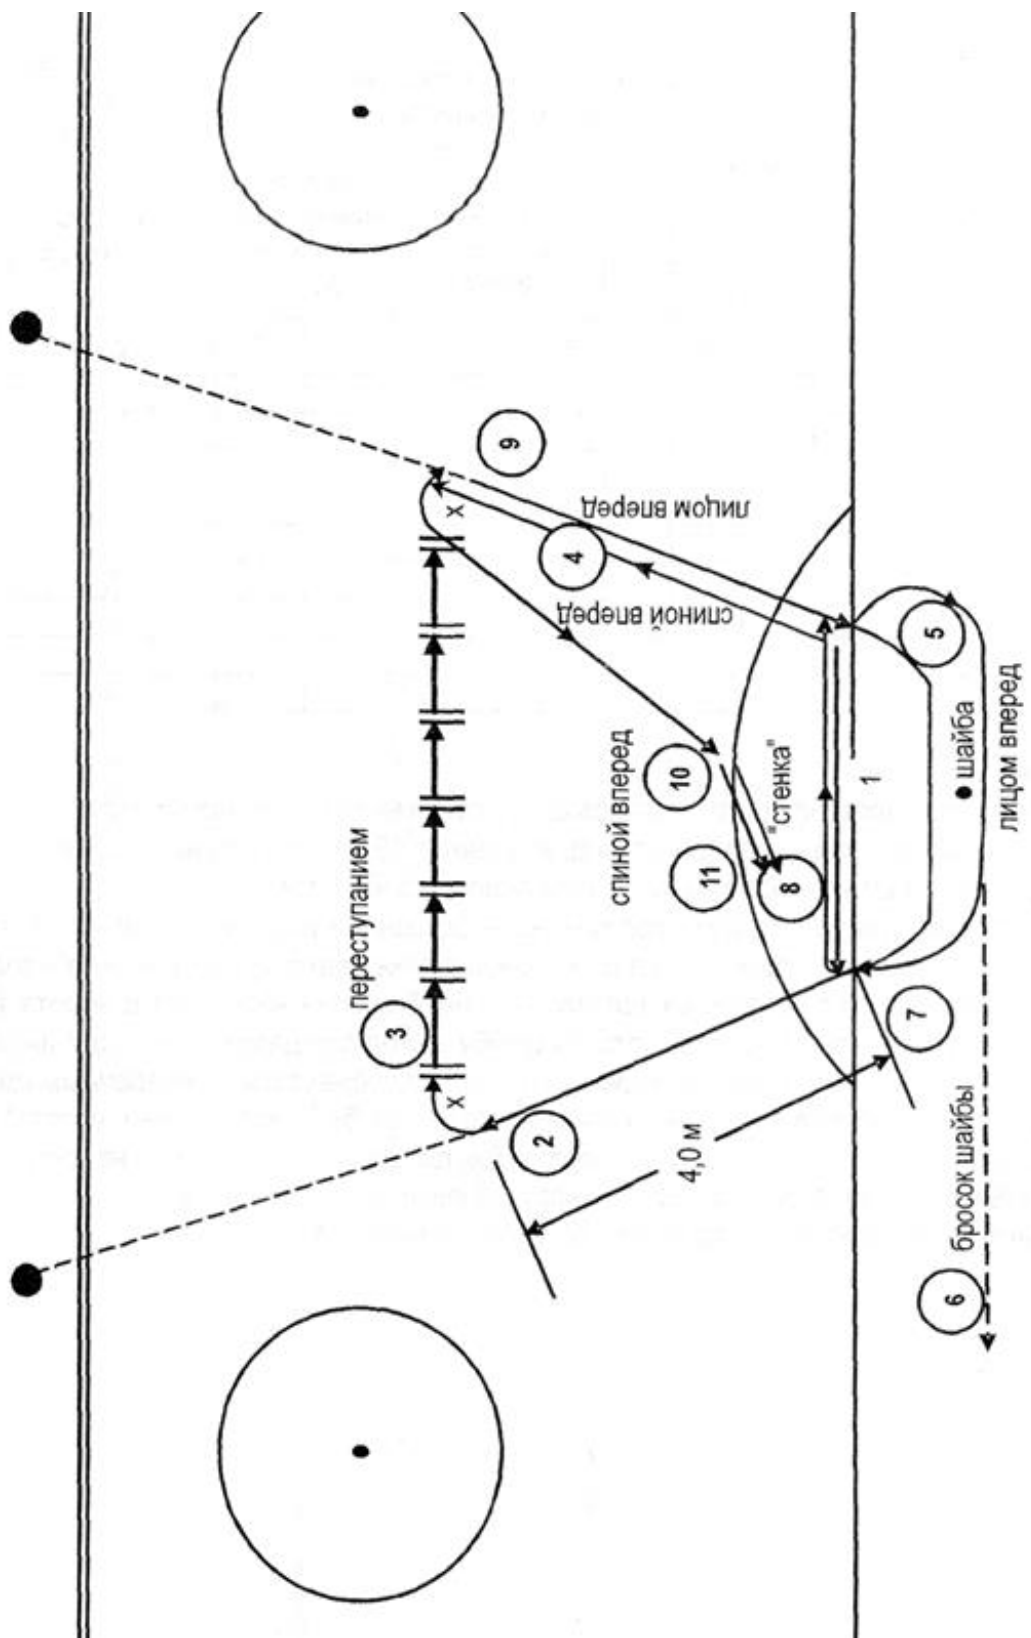 9
лицом вперед
4
спиной вперед
5
лицом вперед
шайба
1
"стенка"
8
10
11
спиной вперед
переступанием
3
X
X
2
4,0 м
7
6
бросок шайбы